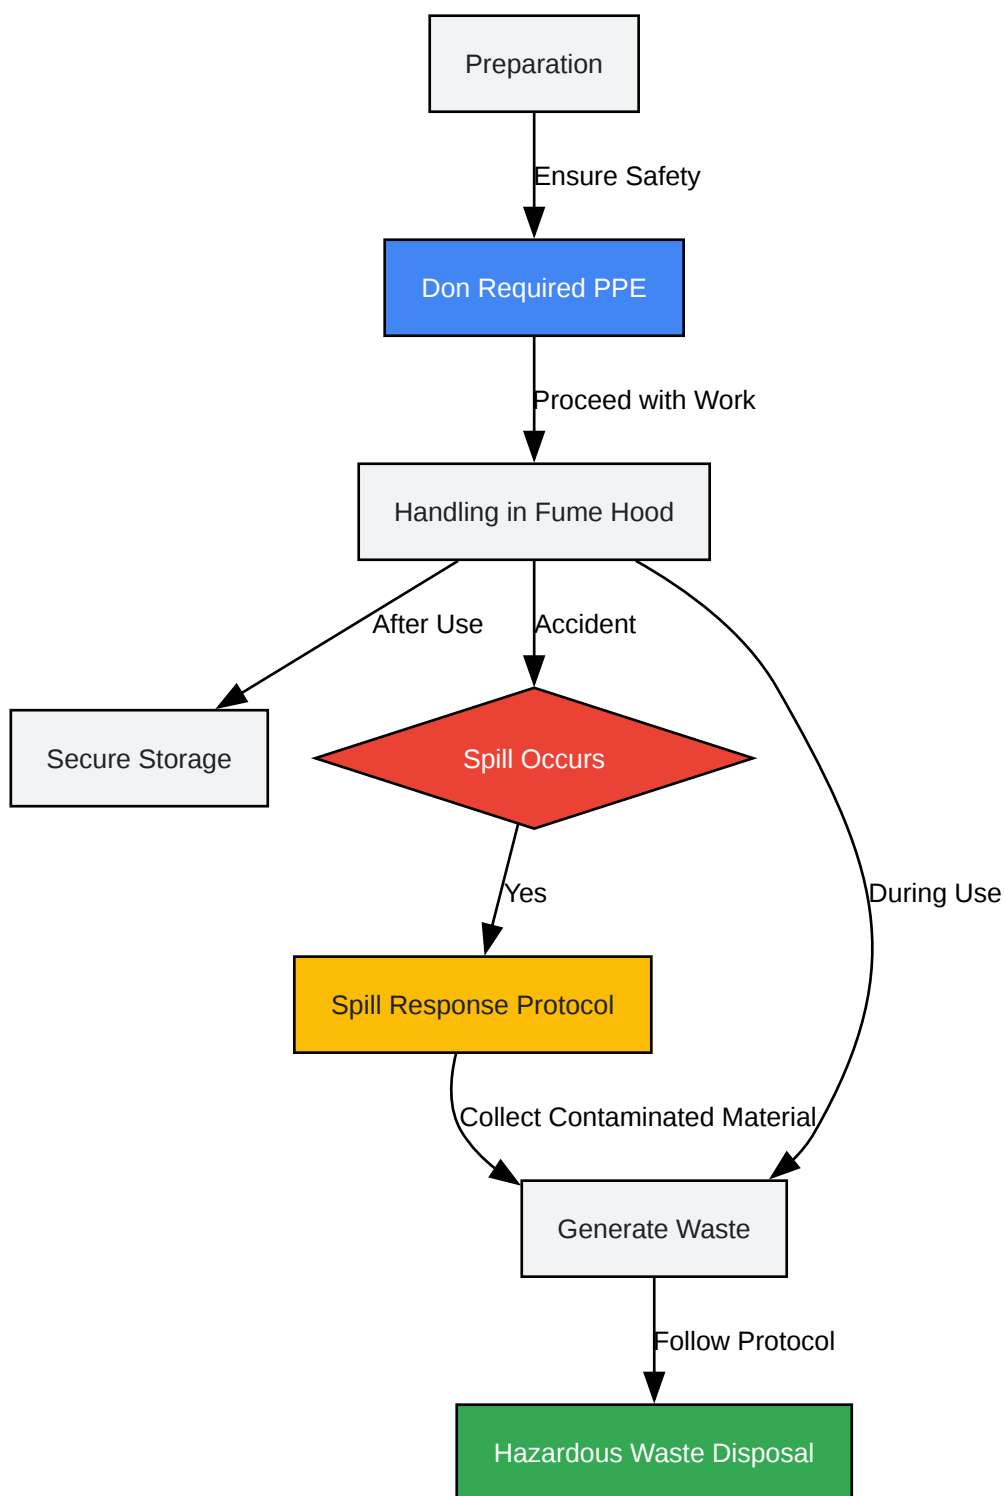 Preparation
Ensure Safety
Don Required PPE
Proceed with Work
Handling in Fume Hood
After Use
Accident
Secure Storage
Spill Occurs
Yes
During Use
Spill Response Protocol
Collect Contaminated Material
Generate Waste
Follow Protocol
Hazardous Waste Disposal